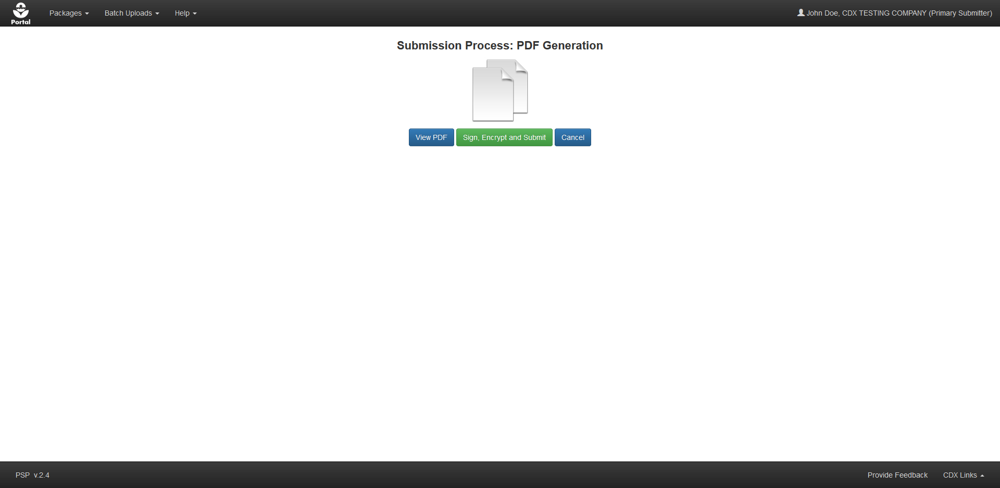 Portal
Packages
Batch Uploads
Help
John Doe, CDX TESTING COMPANY (Primary Submitter)
Submission Process: PDF Generation
View PDF
Sign, Encrypt and Submit
Cancel
PSP v.2.4
Provide Feedback
CDX Links